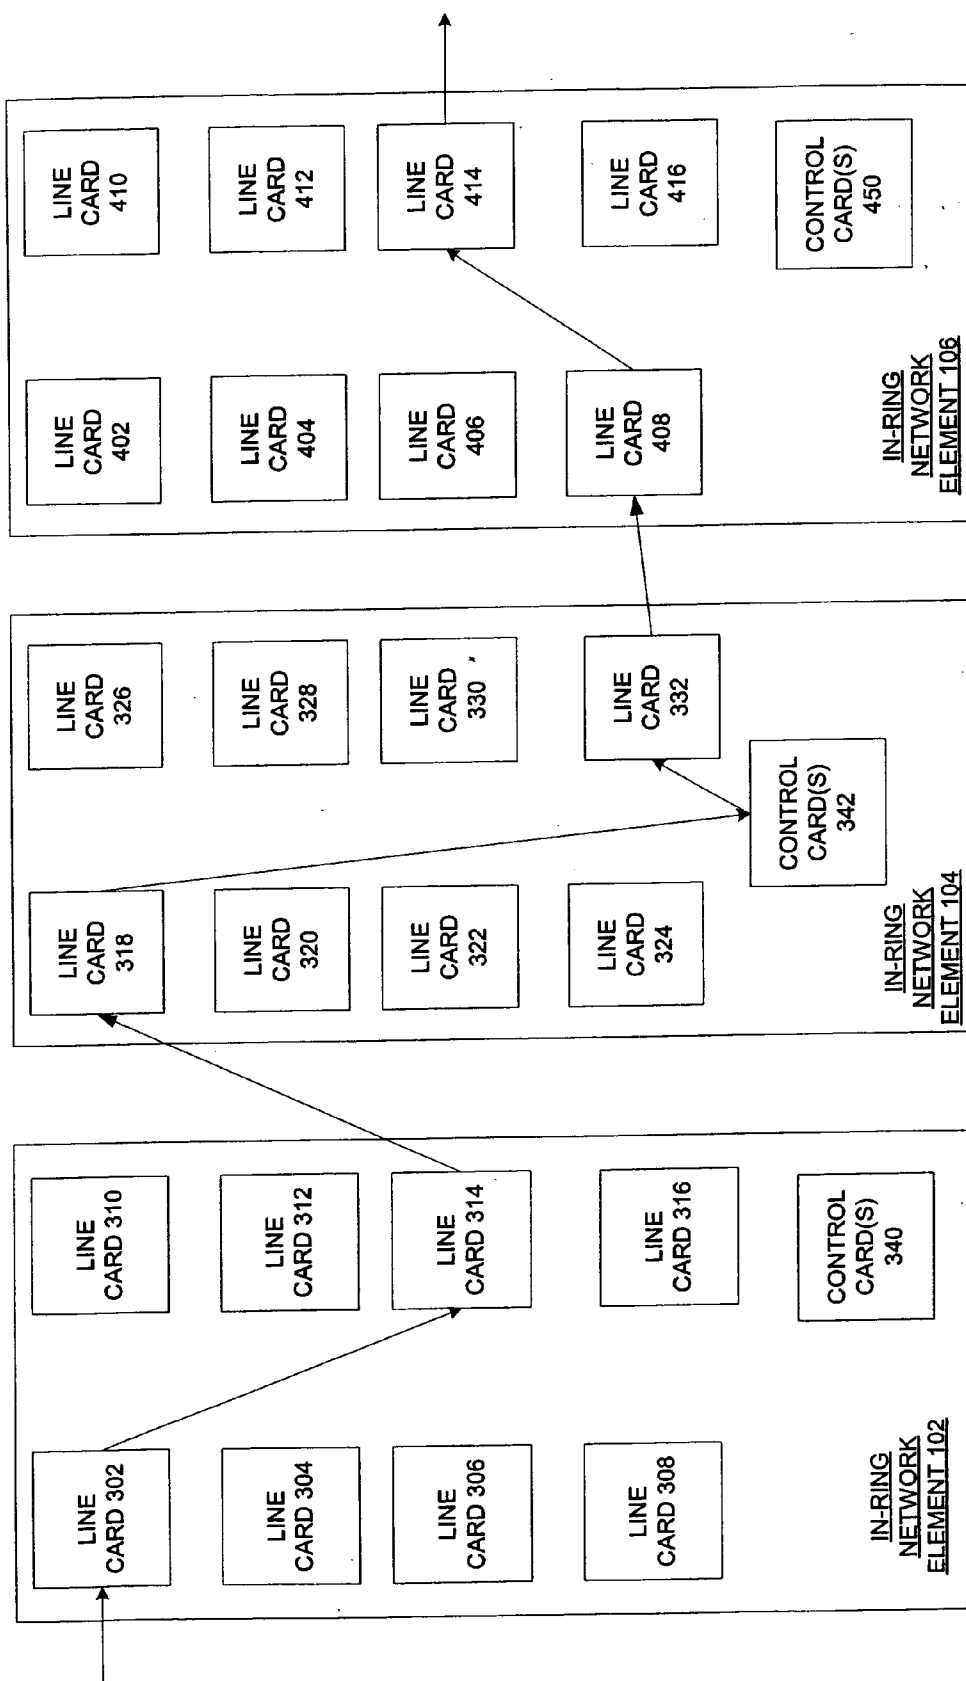 LINE
CARD 302
LINE
CARD 304
LINE
CARD 306
LINE
CARD 308
LINE
CARD 310
LINE
CARD 312
LINE
CARD 314
LINE
CARD 316
CONTROL
CARD(S)
340
IN-RING
NETWORK
ELEMENT 102
LINE
CARD
318
LINE
CARD
320
LINE
CARD
322
LINE
CARD
324
LINE
CARD
326
LINE
CARD
328
LINE
CARD
330
LINE
CARD
332
CONTROL
CARD(S)
342
IN-RING
NETWORK
ELEMENT 104
LINE
CARD
402
LINE
CARD
404
LINE
CARD
406
LINE
CARD
408
LINE
CARD
410
LINE
CARD
412
LINE
CARD
414
LINE
CARD
416
CONTROL
CARD(S)
450
IN-RING
NETWORK
ELEMENT 106